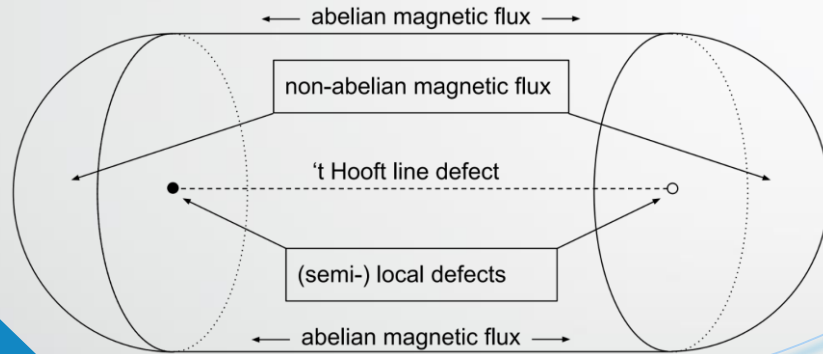 abelian magnetic flux
non-abelian magnetic flux
‘t Hooft line defect
(semi-) local defects
abelian magnetic flux